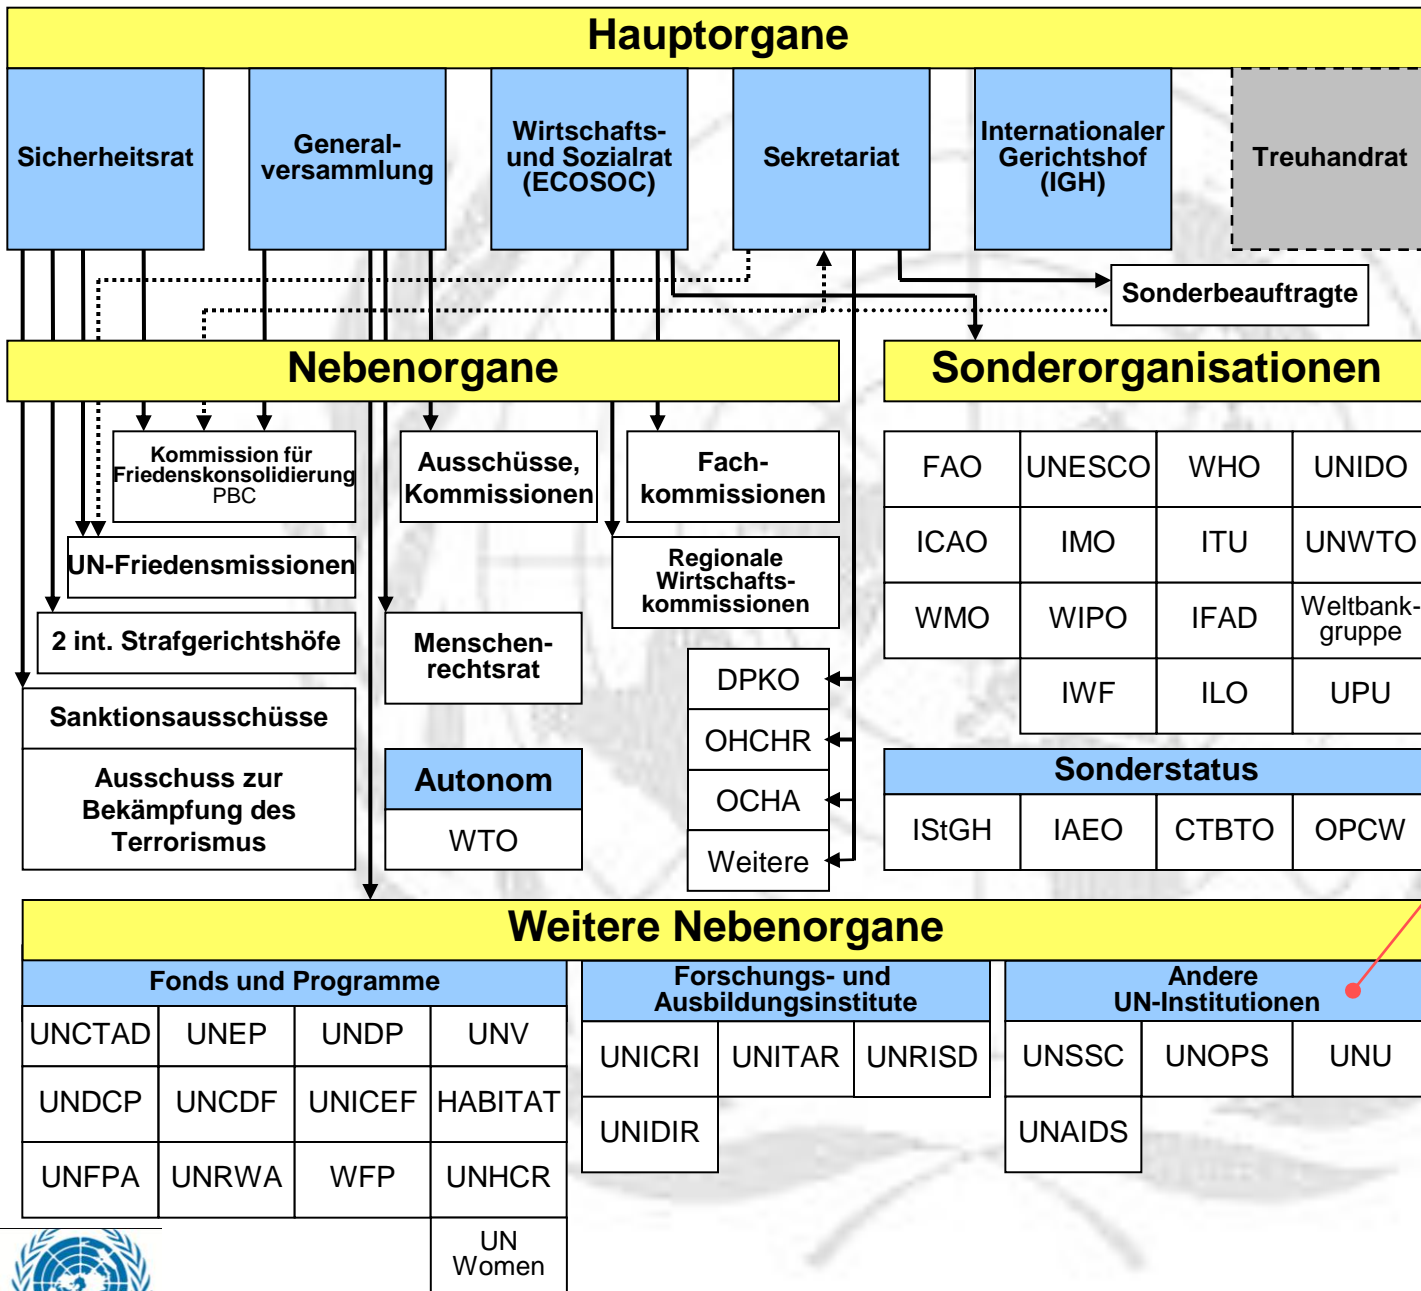 Hauptorgane
Sicherheitsrat
General-
versammlung
Wirtschafts-
und Sozialrat
(ECOSOC)
Sekretariat
Internationaler
Gerichtshof
(IGH)
Treuhandrat
Sonderbeauftragte
Nebenorgane
Kommission für
Friedenskonsolidierung
PBC
Ausschüsse,
Kommissionen
Fach-
kommissionen
UN-Friedensmissionen
Regionale
Wirtschafts-
kommissionen
2 int. Strafgerichtshöfe
Menschen-
rechtsrat
Sanktionsausschüsse
Ausschuss zur
Bekämpfung des
Terrorismus
Autonom
WTO
DPKO
OHCHR
OCHA
Weitere
Sonderorganisationen
FAO UNESCO WHO UNIDO
ICAO IMO ITU UNWTO
WMO WIPO IFAD Weltbank-
gruppe
IWF ILO UPU
Sonderstatus
IStGH IAEO CTBTO OPCW
Weitere Nebenorgane
Fonds und Programme
UNCTAD UNEP UNDP UNV
UNDCP UNCDF UNICEF HABITAT
UNFPA UNRWA WFP UNHCR
UN
Women
Forschungs- und
Ausbildungsinstitute
UNICRI UNITAR UNRISD
UNIDIR
Andere
UN-Institutionen
UNSSC UNOPS UNU
UNAIDS